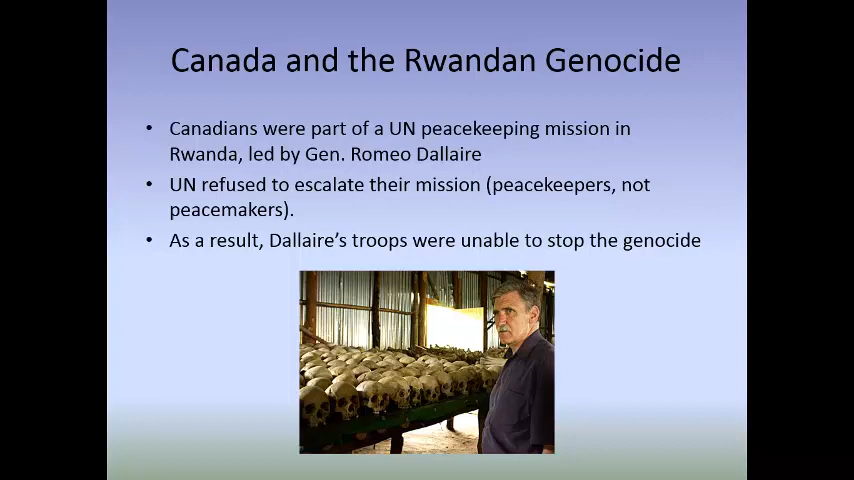 Canada and the Rwandan Genocide
• Canadians were part of a UN peacekeeping mission in
Rwanda, led by Gen. Romeo Dallaire
• UN refused to escalate their mission (peacekeepers, not
peacemakers).
• As a result, Dallaire's troops were unable to stop the genocide